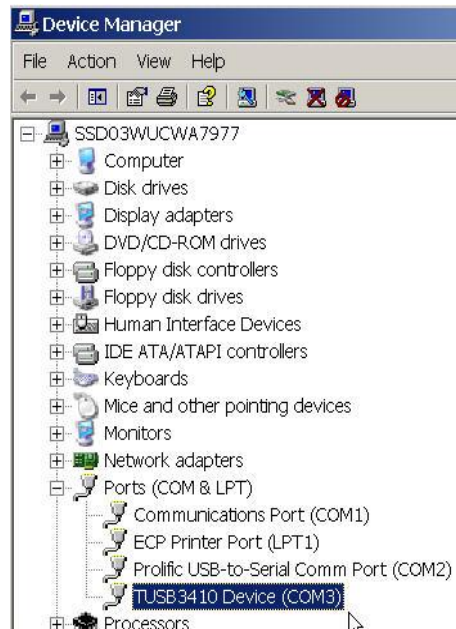 Device Manager
File Action View Help
SSD03WUCWA7977
Computer
Disk drives
Display adapters
DVD/CD-ROM drives
Floppy disk controllers
Floppy disk drives
Human Interface Devices
IDE ATA/ATAPI controllers
Keyboards
Mice and other pointing devices
Monitors
Network adapters
Ports (COM & LPT)
Communications Port (COM1)
ECP Printer Port (LPT1)
Prolific USB-to-Serial Comm Port (COM2)
TUSB3410 Device (COM3)
Processors